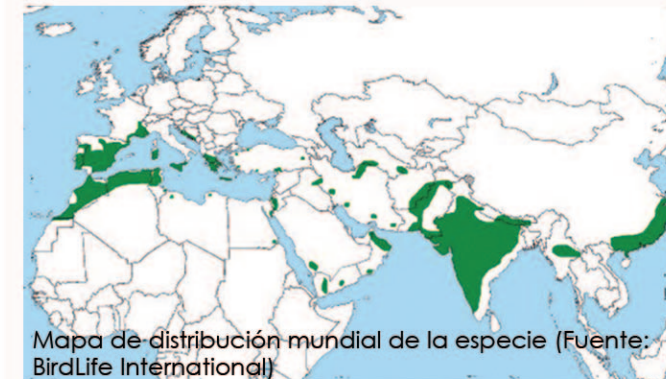 Mapa de distribución mundial de la especie (Fuente:
BirdLife International)